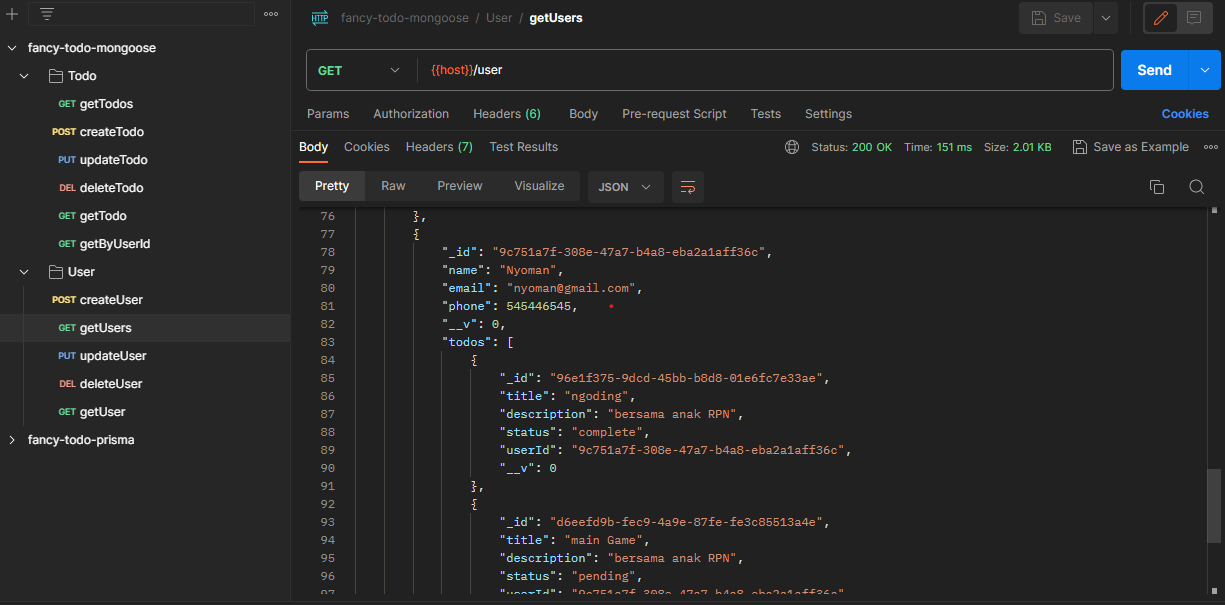 HTTP fancy-todo-mongoose / User / getUsers
Save
fancy-todo-mongoose
Todo
GET getTodos
POST createTodo
PUT updateTodo
DEL deleteTodo
GET getTodo
GET getByUserId
User
POST createUser
GET getUsers
PUT updateUser
DEL deleteUser
GET getUser
fancy-todo-prisma
GET {{host}}/user Send
Params Authorization Headers (6) Body Pre-request Script Tests Settings Cookies
Body Cookies Headers (7) Test Results Status: 200 OK Time: 151 ms Size: 2.01 KB Save as Example
Pretty Raw Preview Visualize JSON
76 },
77 {
78 "_id": "9c751a7f-308e-47a7-b4a8-eba2a1aff36c",
79 "name": "Nyoman",
80 "email": "nyoman@gmail.com",
81 "phone": 545446545,
82 "__v": 0,
83 "todos": [
84 {
85 "_id": "96e1f375-9dcd-45bb-b8d8-01e6fc7e33ae",
86 "title": "ngoding",
87 "description": "bersama anak RPN",
88 "status": "complete",
89 "userId": "9c751a7f-308e-47a7-b4a8-eba2a1aff36c",
90 "__v": 0
91 },
92 {
93 "_id": "d6eefd9b-fec9-4a9e-87fe-fe3c85513a4e",
94 "title": "main Game",
95 "description": "bersama anak RPN",
96 "status": "pending",
97 "userId": "9c751a7f-308e-47a7-b4a8-eba2a1aff36c",